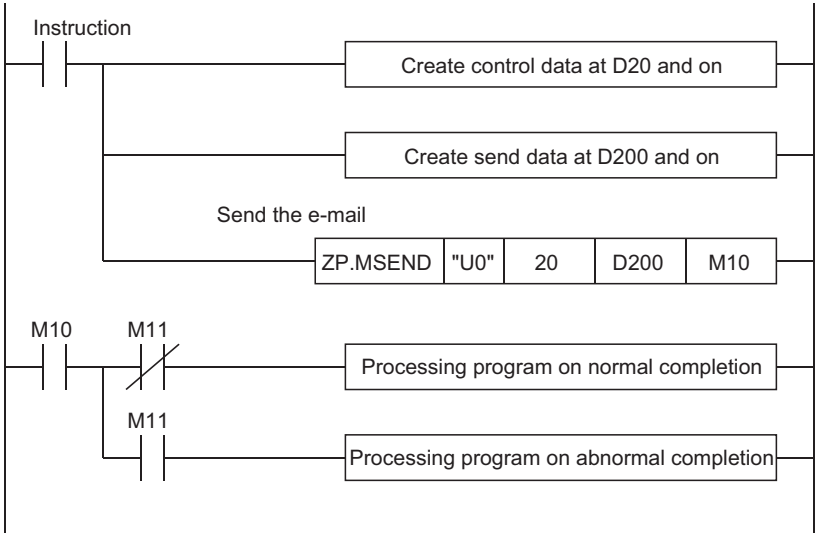 Instruction
Create control data at D20 and on
Create send data at D200 and on
Send the e-mail
ZP.MSEND "U0" 20 D200 M10
M10 M11
Processing program on normal completion
M11
Processing program on abnormal completion